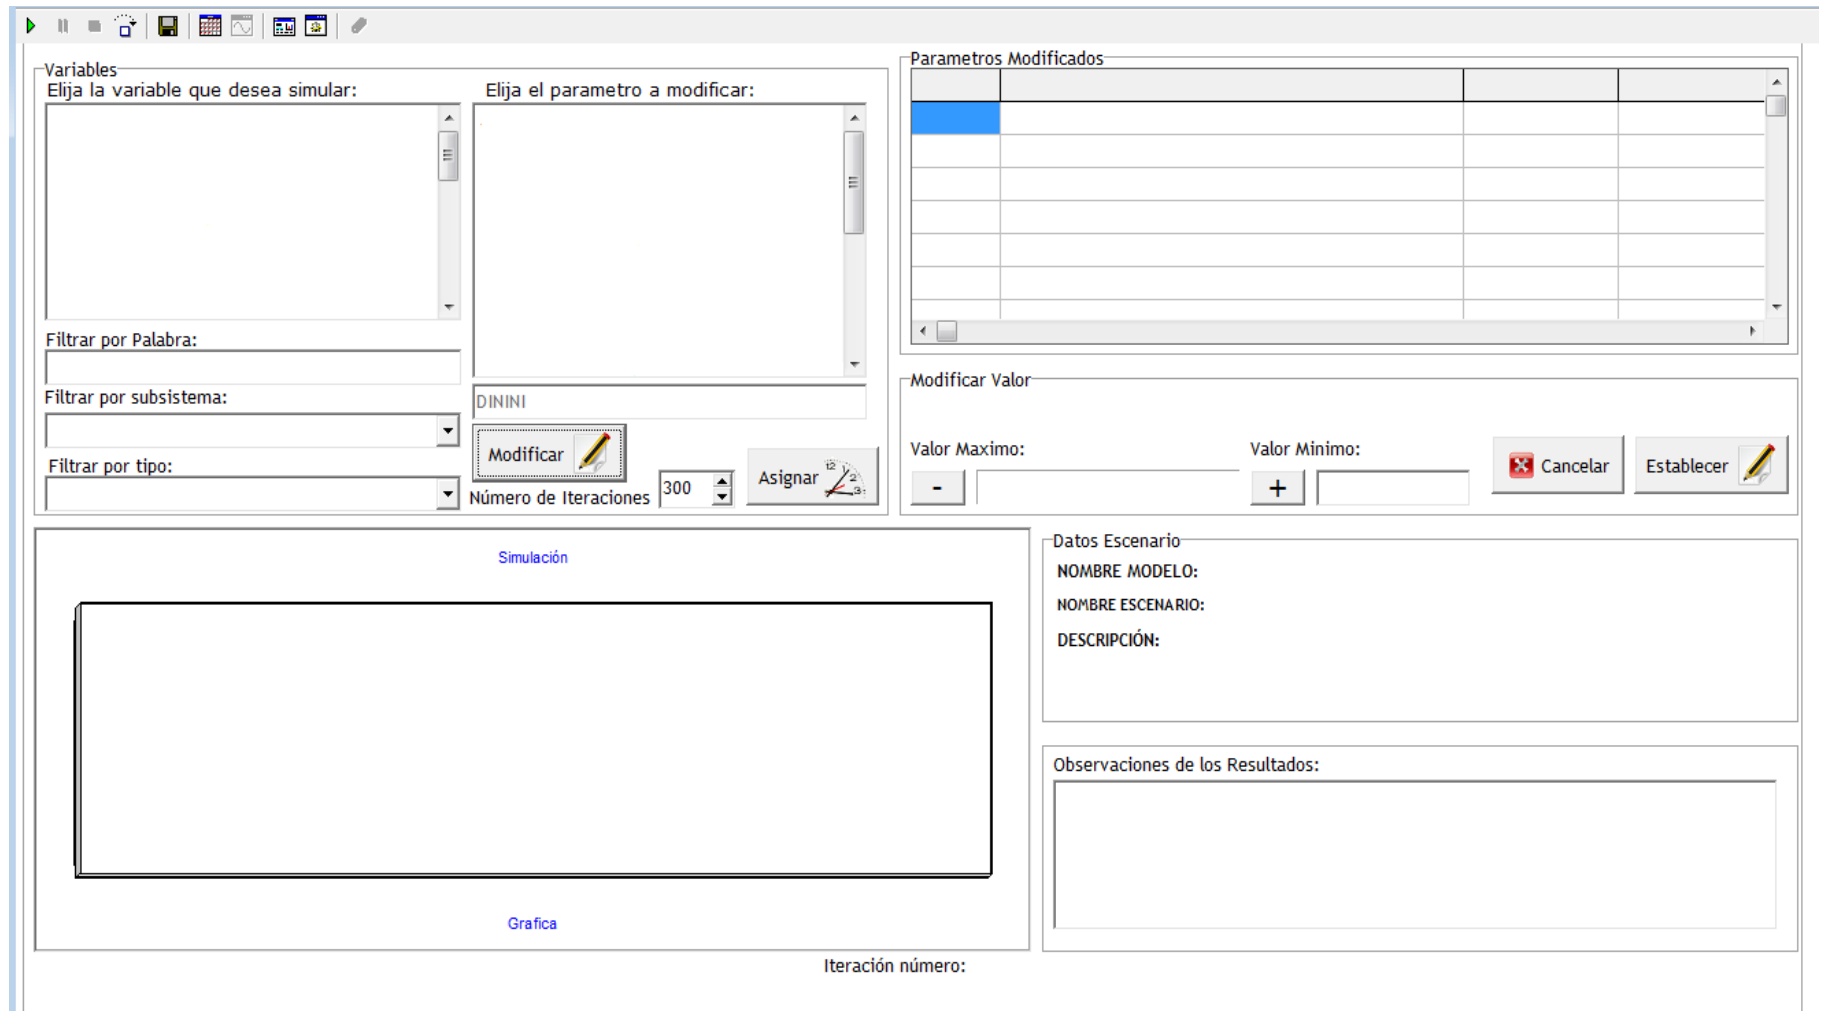 Variables
Elija la variable que desea simular:
Elija el parametro a modificar:
Filtrar por Palabra:
Filtrar por subsistema:
DININI
Modificar
Filtrar por tipo:
Número de Iteraciones
300
Asignar
Parametros Modificados
Modificar Valor
Valor Maximo:
Valor Minimo:
-
+
Cancelar
Establecer
Simulación
Grafica
Datos Escenario
NOMBRE MODELO:
NOMBRE ESCENARIO:
DESCRIPCIÓN:
Observaciones de los Resultados:
Iteración número: